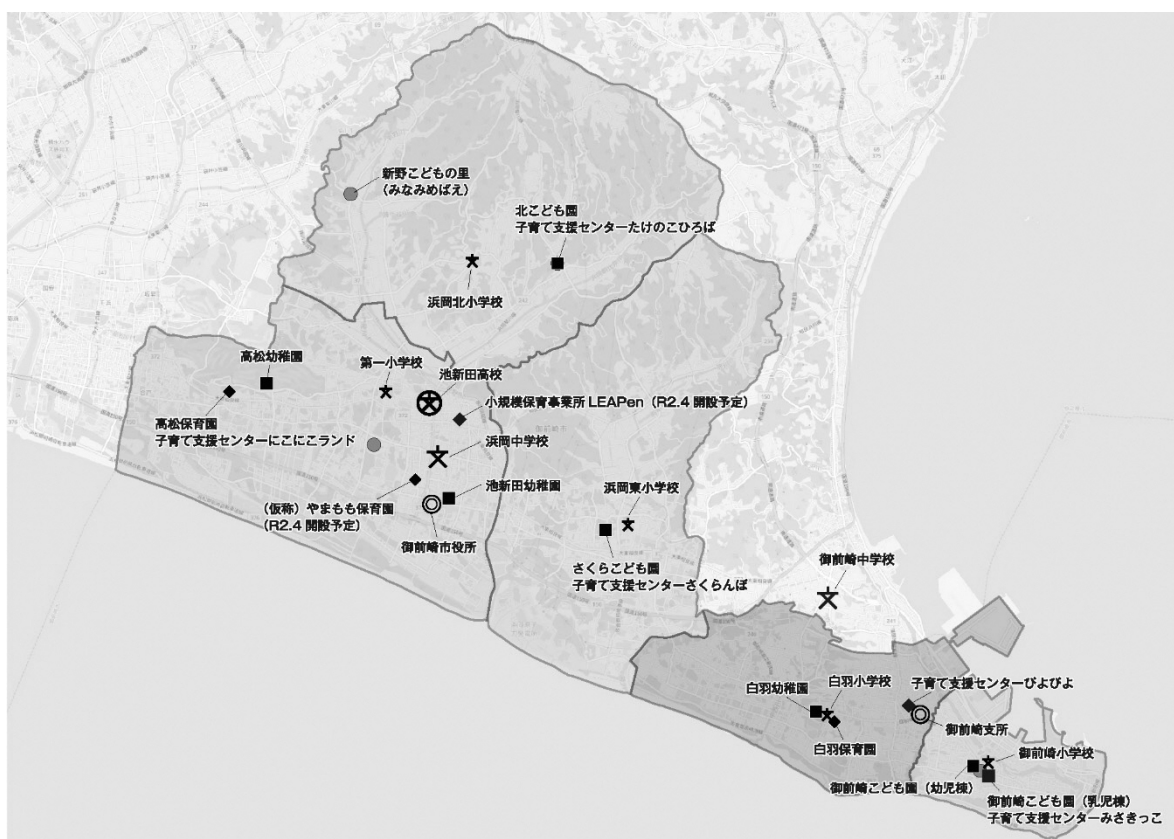 新野こどもの里
（みなみめばえ）
北こども園
子育て支援センターたけのこひろば
浜岡北小学校
高松幼稚園
第一小学校
池新田高校
小規模保育事業所 LEAPen（R2.4 開設予定）
高松保育園
子育て支援センターにこにこランド
浜岡中学校
（仮称）やまもも保育園
（R2.4 開設予定）
池新田幼稚園
御前崎市役所
浜岡東小学校
さくらこども園
子育て支援センターさくらんぼ
御前崎市
御前崎中学校
白羽幼稚園
白羽小学校
子育て支援センターぴよぴよ
白羽保育園
御前崎支所
御前崎小学校
御前崎こども園（幼児棟）
御前崎こども園（乳児棟）
子育て支援センターみさきっこ